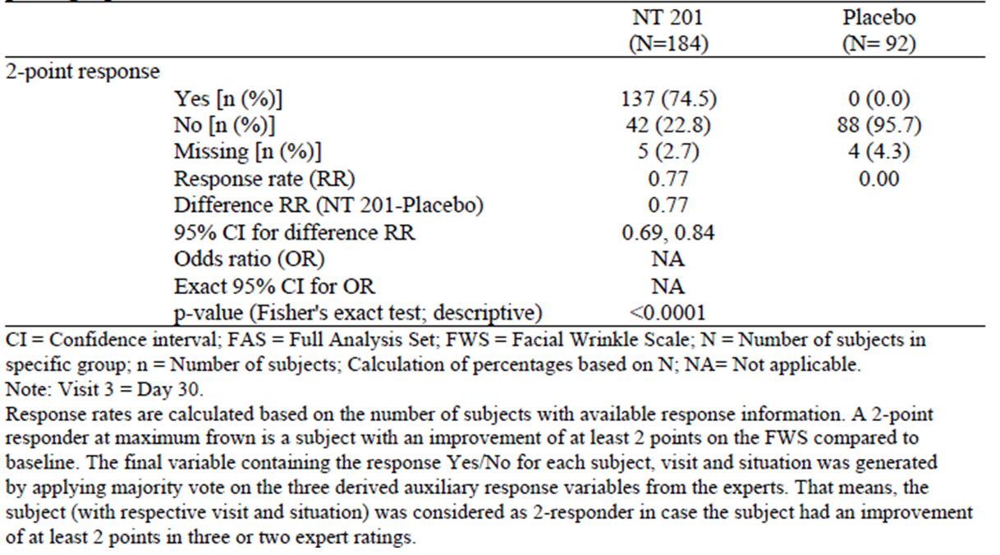 NT 201 Placebo
(N=184) (N= 92)
2-point response
Yes [n (%)] 137 (74.5) 0 (0.0)
No [n (%)] 42 (22.8) 88 (95.7)
Missing [n (%)] 5 (2.7) 4 (4.3)
Response rate (RR) 0.77 0.00
Difference RR (NT 201-Placebo) 0.77
95% CI for difference RR 0.69, 0.84
Odds ratio (OR) NA
Exact 95% CI for OR NA
p-value (Fisher's exact test; descriptive) <0.0001
CI = Confidence interval; FAS = Full Analysis Set; FWS = Facial Wrinkle Scale; N = Number of subjects in
specific group; n = Number of subjects; Calculation of percentages based on N; NA= Not applicable.
Note: Visit 3 = Day 30.
Response rates are calculated based on the number of subjects with available response information. A 2-point
responder at maximum frown is a subject with an improvement of at least 2 points on the FWS compared to
baseline. The final variable containing the response Yes/No for each subject, visit and situation was generated
by applying majority vote on the three derived auxiliary response variables from the experts. That means, the
subject (with respective visit and situation) was considered as 2-responder in case the subject had an improvement
of at least 2 points in three or two expert ratings.